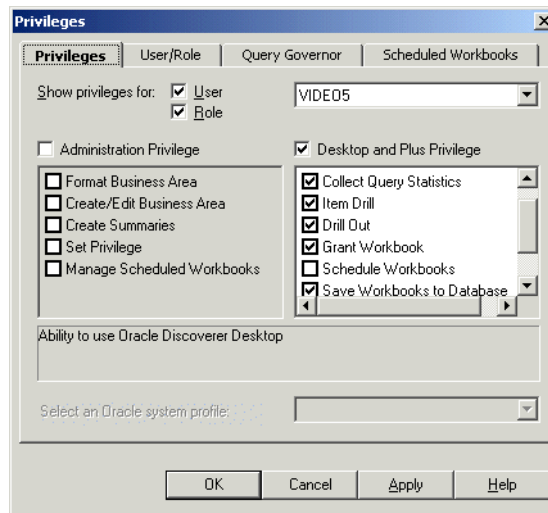 Privileges
Privileges User/Role Query Governor Scheduled Workbooks
Show privileges for: User VIDEO5
Role
Administration Privilege Desktop and Plus Privilege
Format Business Area Collect Query Statistics
Create/Edit Business Area Item Drill
Create Summaries Drill Out
Set Privilege Grant Workbook
Manage Scheduled Workbooks Schedule Workbooks
Save Workbooks to Database
Ability to use Oracle Discoverer Desktop
Select an Oracle system profile:
OK Cancel Apply Help